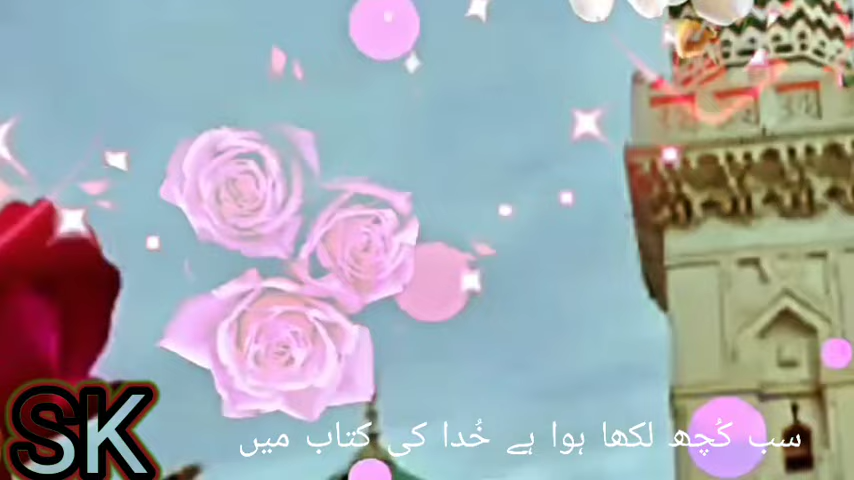 سب کُچھ لکھا ہوا ہے خُدا کی کتاب میں
SK